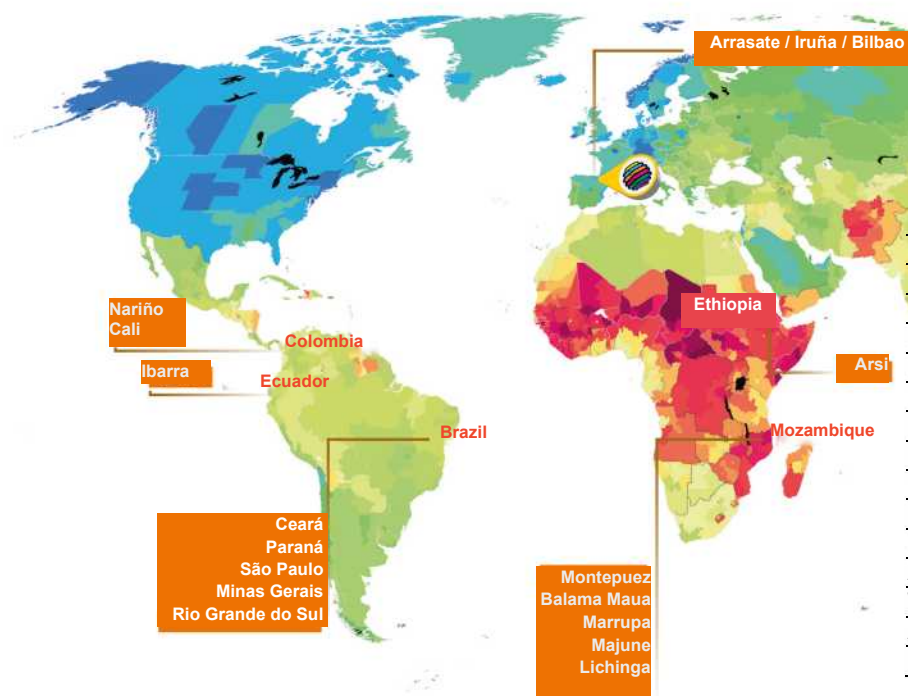 Arrasate / Iruña / Bilbao
Nariño
Cali
Colombia
Ibarra
Ecuador
Brazil
Ceará
Paraná
São Paulo
Minas Gerais
Rio Grande do Sul
Ethiopia
Arsi
Mozambique
Montepuez
Balama Maua
Marrupa
Majune
Lichinga